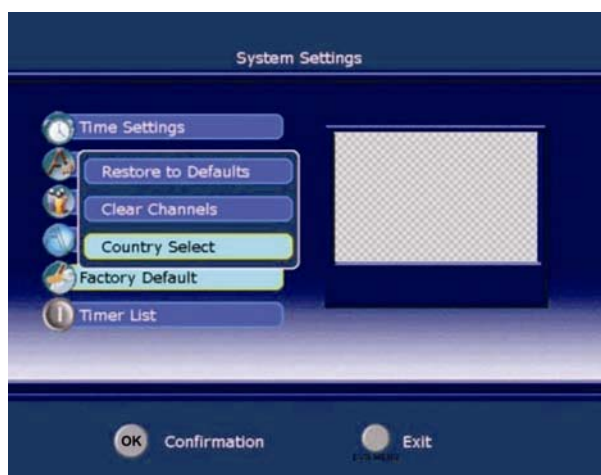 System Settings
Time Settings
Restore to Defaults
Clear Channels
Country Select
Factory Default
Timer List
OK Confirmation
Exit